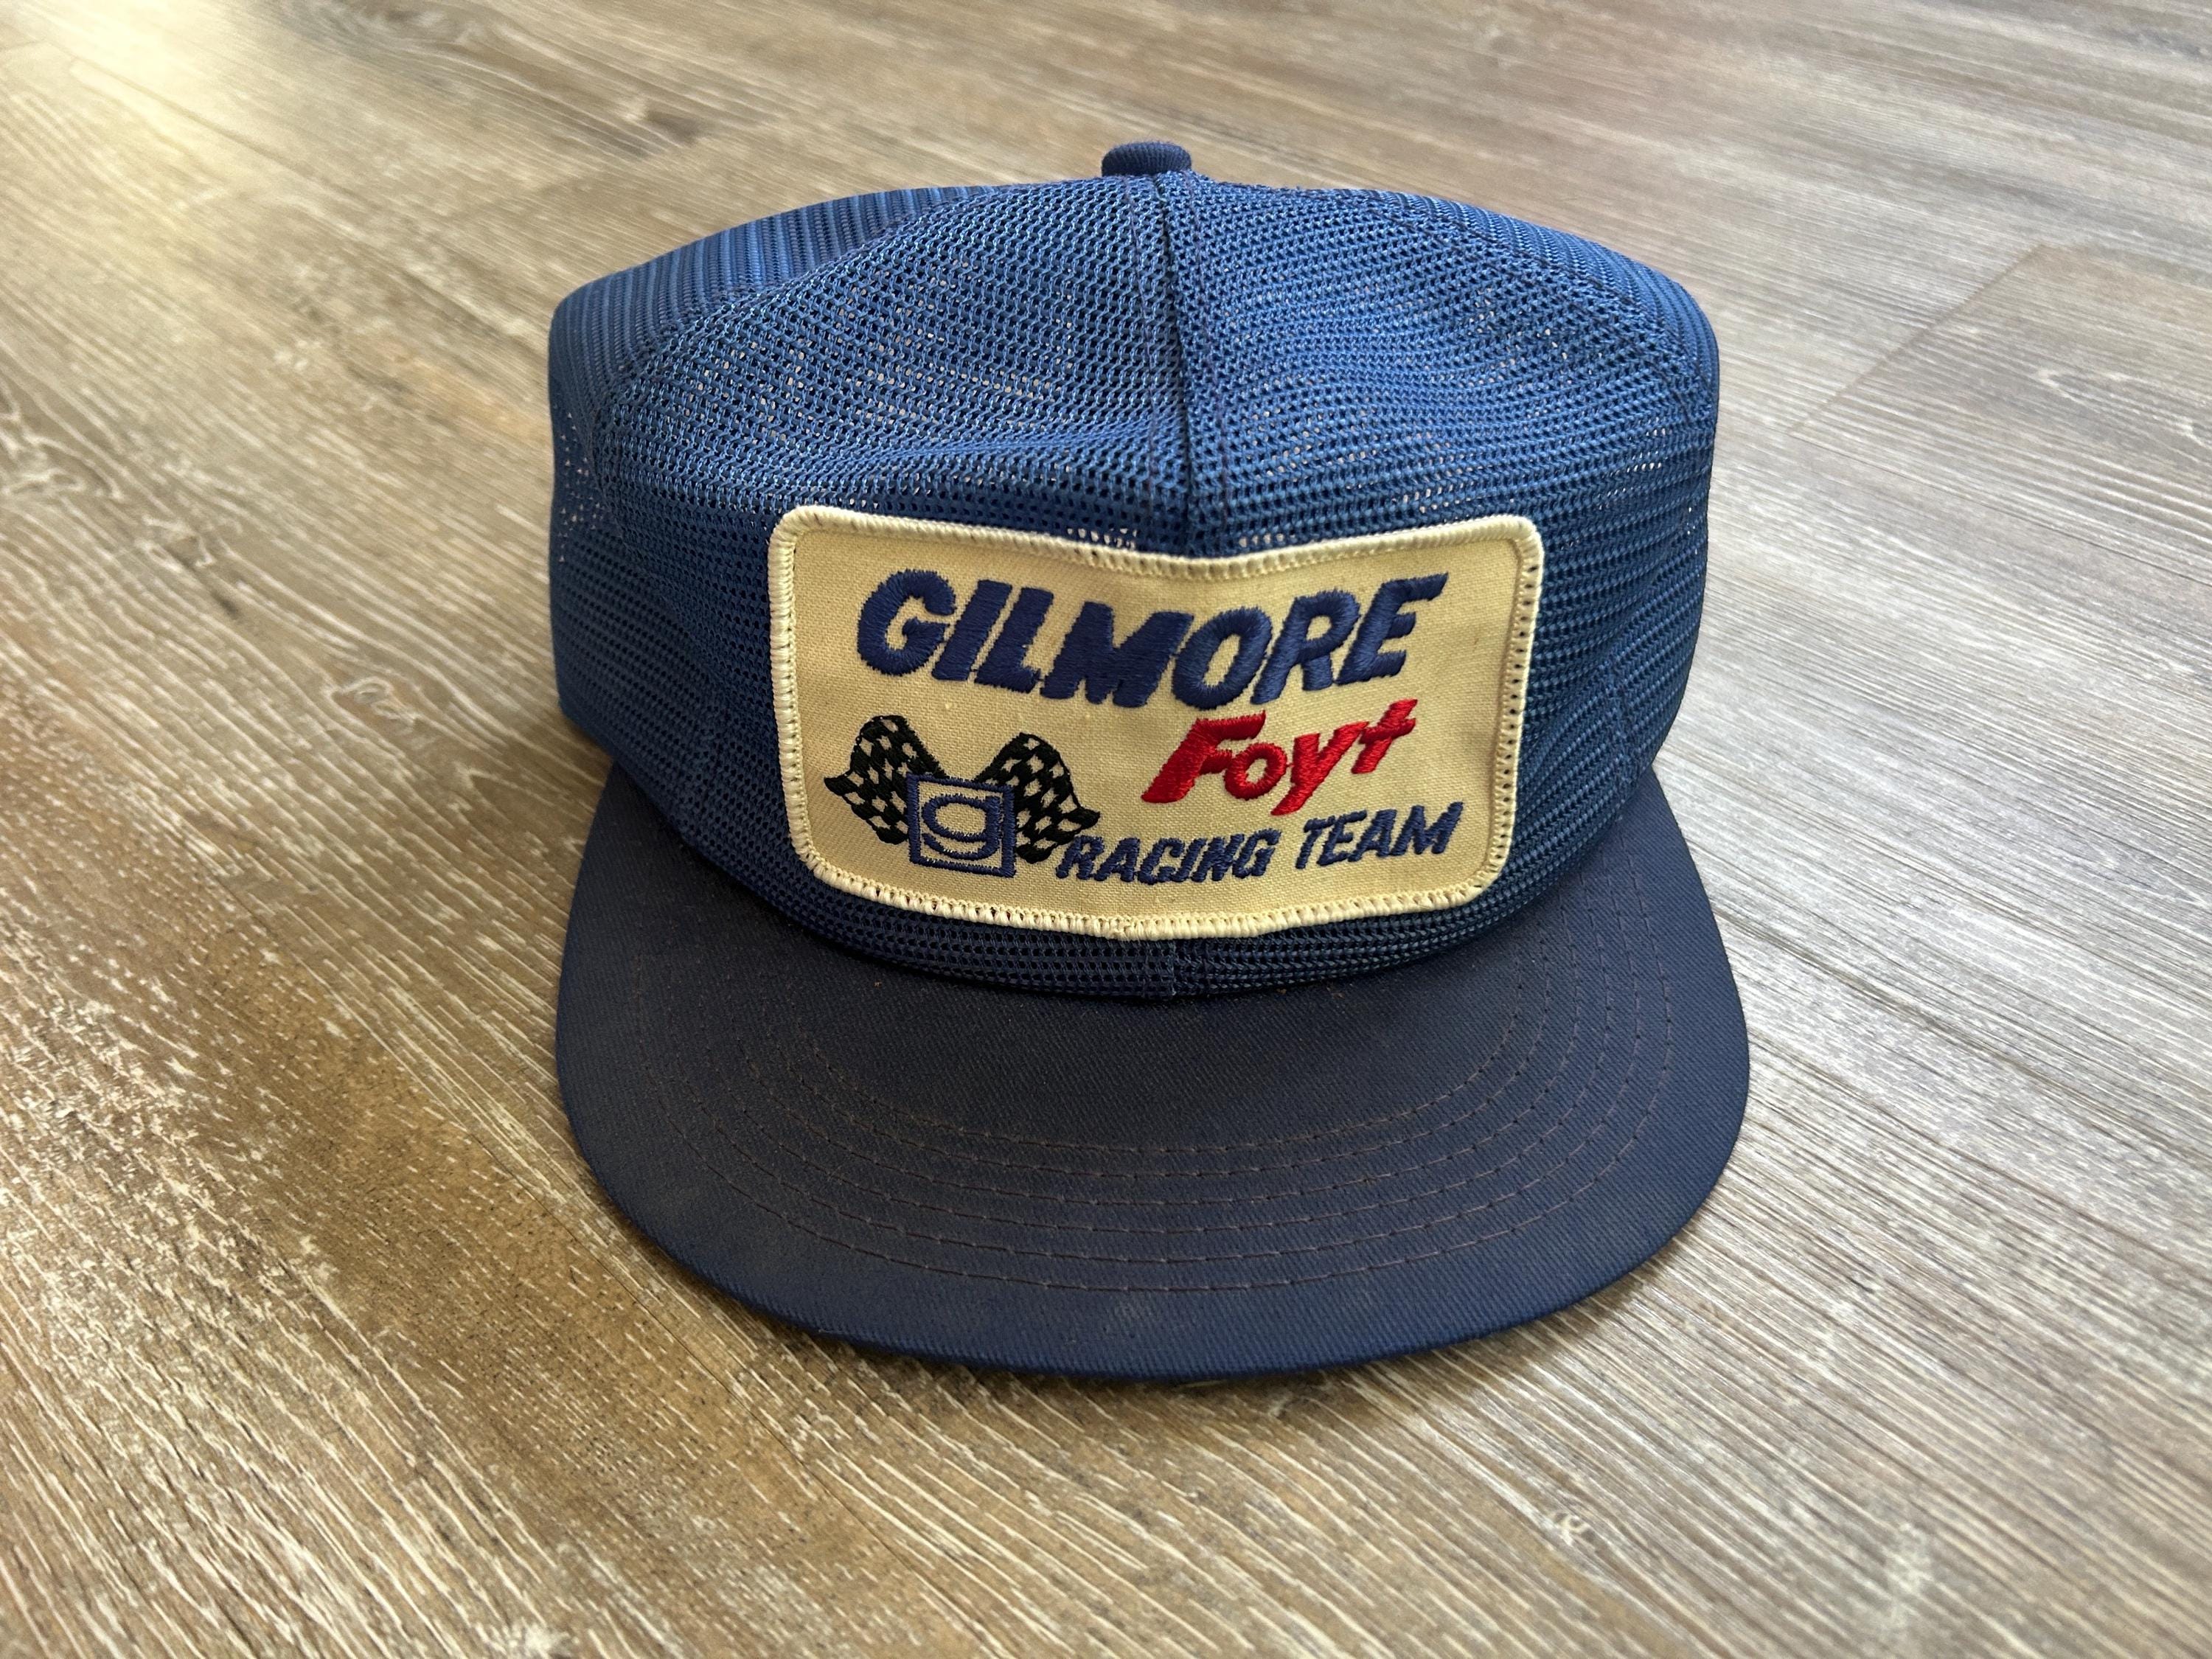 GILMORE
Foyt
g
RACING TEAM